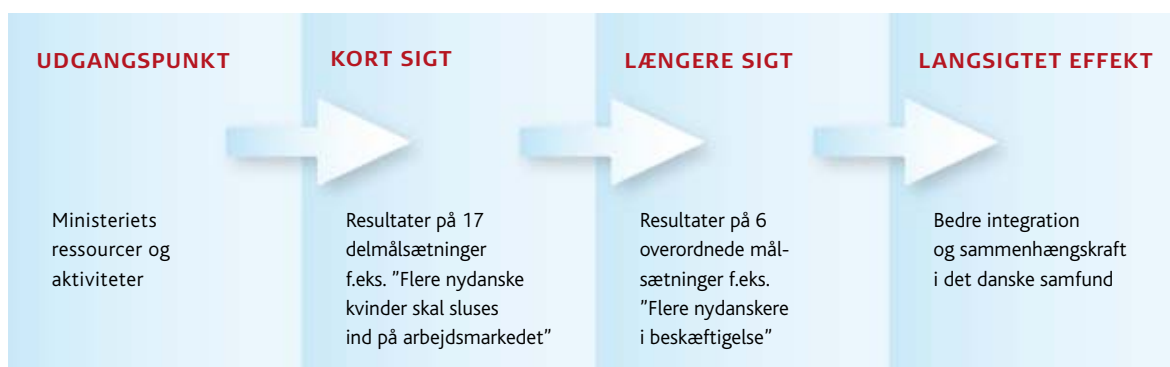 UDGANGSPUNKT
Ministeriets
ressourcer og
aktiviteter
KORT SIGT
Resultater på 17
delmålsætninger
f.eks. ”Flere nydanske
kvinder skal sluses
ind på arbejdsmarkedet”
LÆNGERE SIGT
Resultater på 6
overordnede mål-
sætninger f.eks.
”Flere nydanskere
i beskæftigelse”
LANGSIGTET EFFEKT
Bedre integration
og sammenhængskraft
i det danske samfund